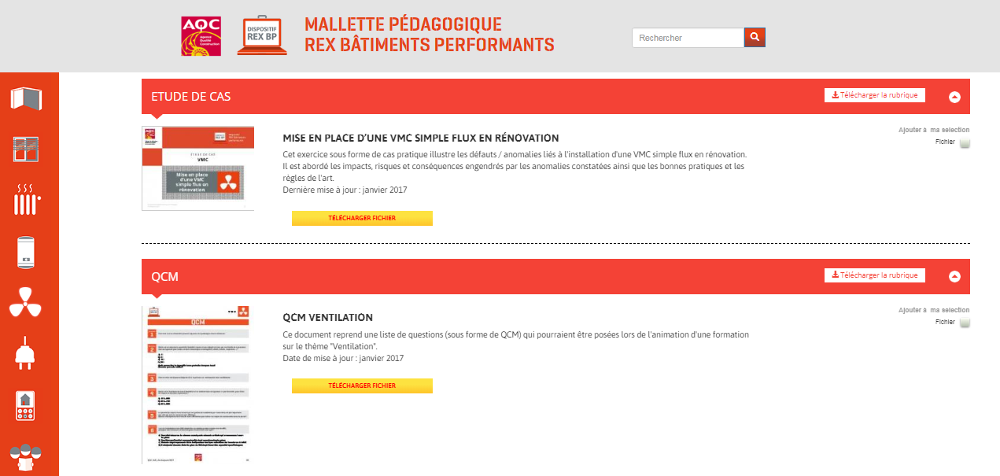 AQC
Agence
Qualité
Construction
DISPOSITIF
REX BP
MALLETTE PÉDAGOGIQUE
REX BÂTIMENTS PERFORMANTS
Rechercher
ETUDE DE CAS
Télécharger la rubrique
AQC
ETUDE DE CAS
VMC
Mise en place
d'une VMC
simple flux en
rénovation
MISE EN PLACE D’UNE VMC SIMPLE FLUX EN RÉNOVATION
Cet exercice sous forme de cas pratique illustre les défauts / anomalies liés à l'installation d'une VMC simple flux en rénovation.
Il est abordé les impacts, risques et conséquences engendrés par les anomalies constatées ainsi que les bonnes pratiques et les
règles de l'art.
Dernière mise à jour : janvier 2017
Ajouter à ma selection
Fichier
TÉLÉCHARGER FICHIER
QCM
Télécharger la rubrique
VMC
QCM
1
2
3
4
5
6
QCM VENTILATION
Ce document reprend une liste de questions (sous forme de QCM) qui pourraient être posées lors de l'animation d'une formation
sur le thème "Ventilation".
Date de mise à jour : janvier 2017
Ajouter à ma selection
Fichier
TÉLÉCHARGER FICHIER